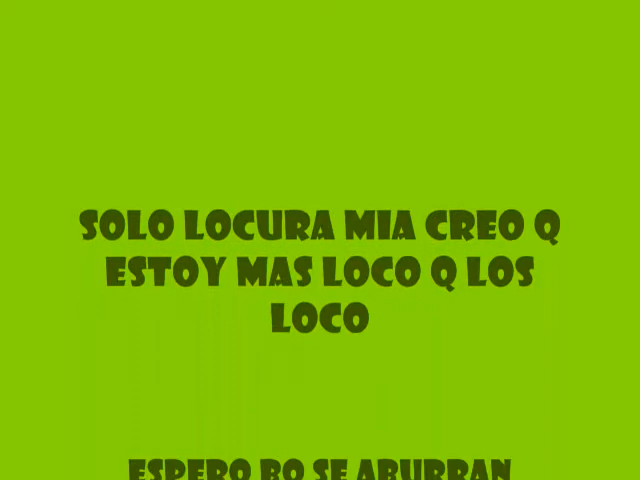 SOLO LOCURA MIA CREO Q
ESTOY MAS LOCO Q LOS
LOCO
ESPERO BO SE ABURRAN